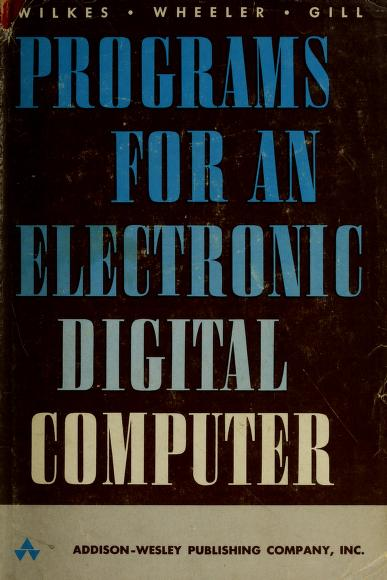 WILKES • WHEELER • GILL
PROGRAMS
FOR AN
ELECTRONIC
DIGITAL
COMPUTER
ADDISON-WESLEY PUBLISHING COMPANY, INC.